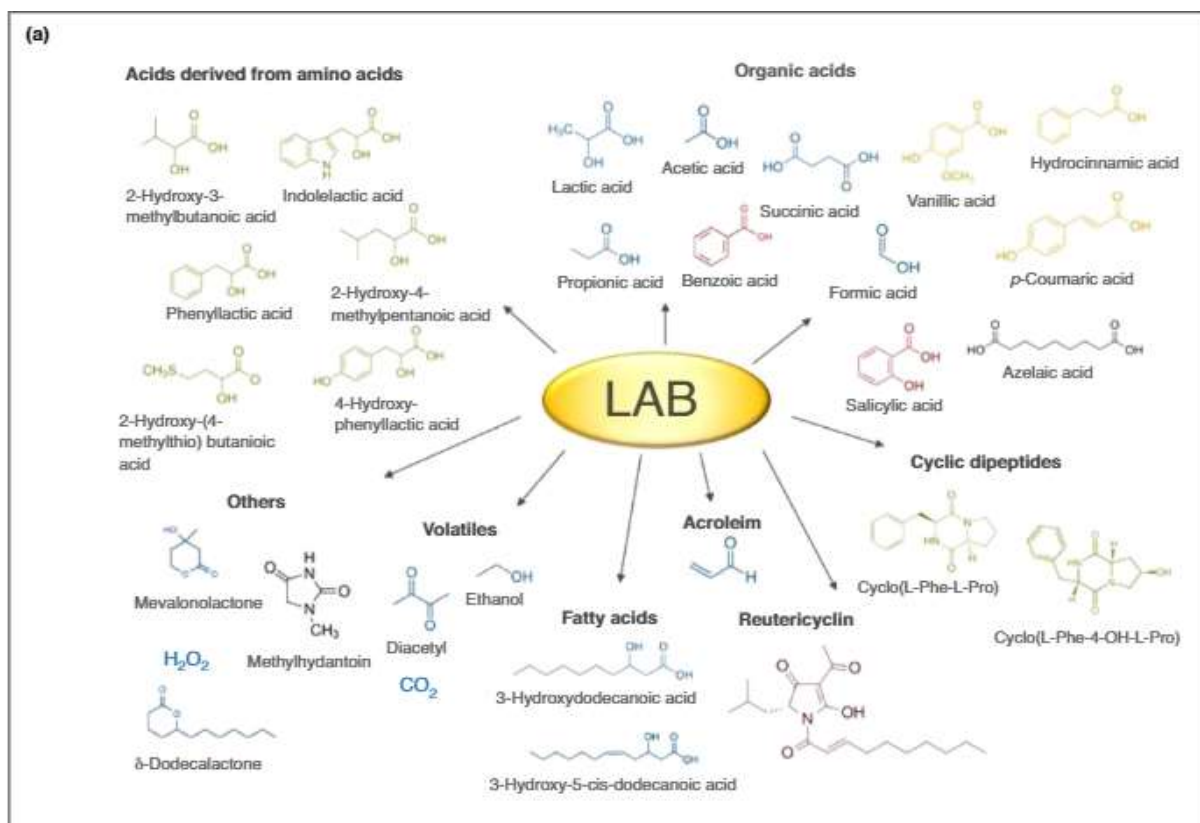 (a)
Acids derived from amino acids
2-Hydroxy-3-
methylbutanoic acid
Indolelactic acid
Phenyllactic acid
2-Hydroxy-4-
methylpentanoic acid
2-Hydroxy-(4-
methylthio) butanioic
acid
4-Hydroxy-
phenyllactic acid
Organic acids
Lactic acid
Acetic acid
Succinic acid
Vanillic acid
Hydrocinnamic acid
Propionic acid
Benzoic acid
Formic acid
p-Coumaric acid
Salicylic acid
Azelaic acid
LAB
Others
Mevalonolactone
H₂O₂
Methylhydantoin
δ-Dodecalactone
Volatiles
Ethanol
Diacetyl
CO₂
Fatty acids
3-Hydroxydodecanoic acid
3-Hydroxy-5-cis-dodecanoic acid
Acroleim
Reutericyclin
Cyclic dipeptides
Cyclo(L-Phe-L-Pro)
Cyclo(L-Phe-4-OH-L-Pro)